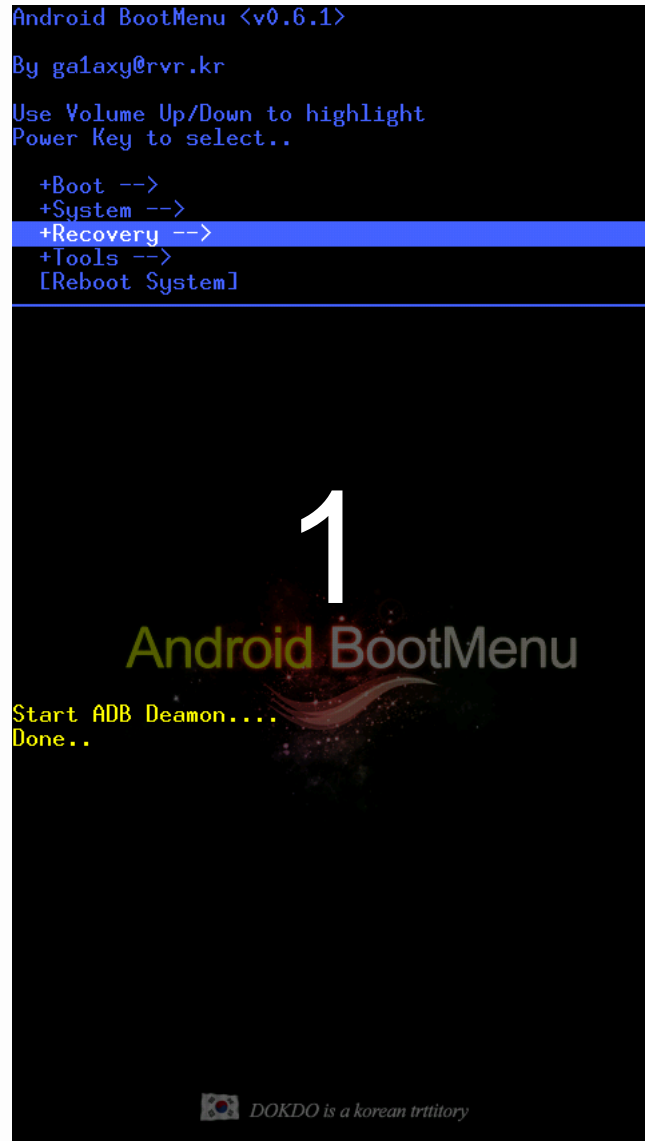 Android BootMenu <v0.6.1>
By ga1axy@rvr.kr
Use Volume Up/Down to highlight
Power Key to select..
+Boot -->
+System -->
+Recovery -->
+Tools -->
[Reboot System]
1
Android BootMenu
Start ADB Deamon....
Done..
DOKDO is a korean trttitory